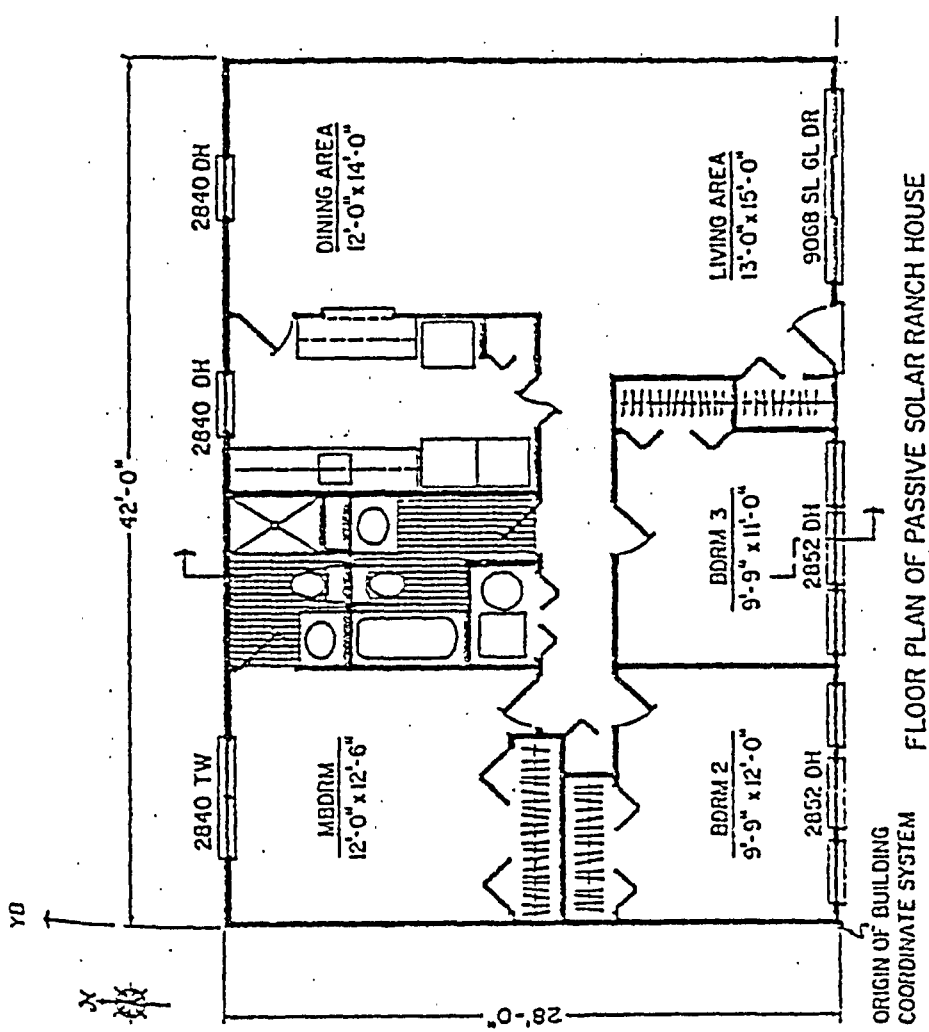 YD
N
42'-0"
28'-0"
2840 TW
2840 DH
2840 DH
MBDRM
12'-0" x 12'-6"
DINING AREA
12'-0" x 14'-0"
BDRM 2
9'-9" x 12'-0"
2852 DH
BDRM 3
9'-9" x 11'-0"
2852 DH
LIVING AREA
13'-0" x 15'-0"
9068 SL GL DR
ORIGIN OF BUILDING
COORDINATE SYSTEM
FLOOR PLAN OF PASSIVE SOLAR RANCH HOUSE